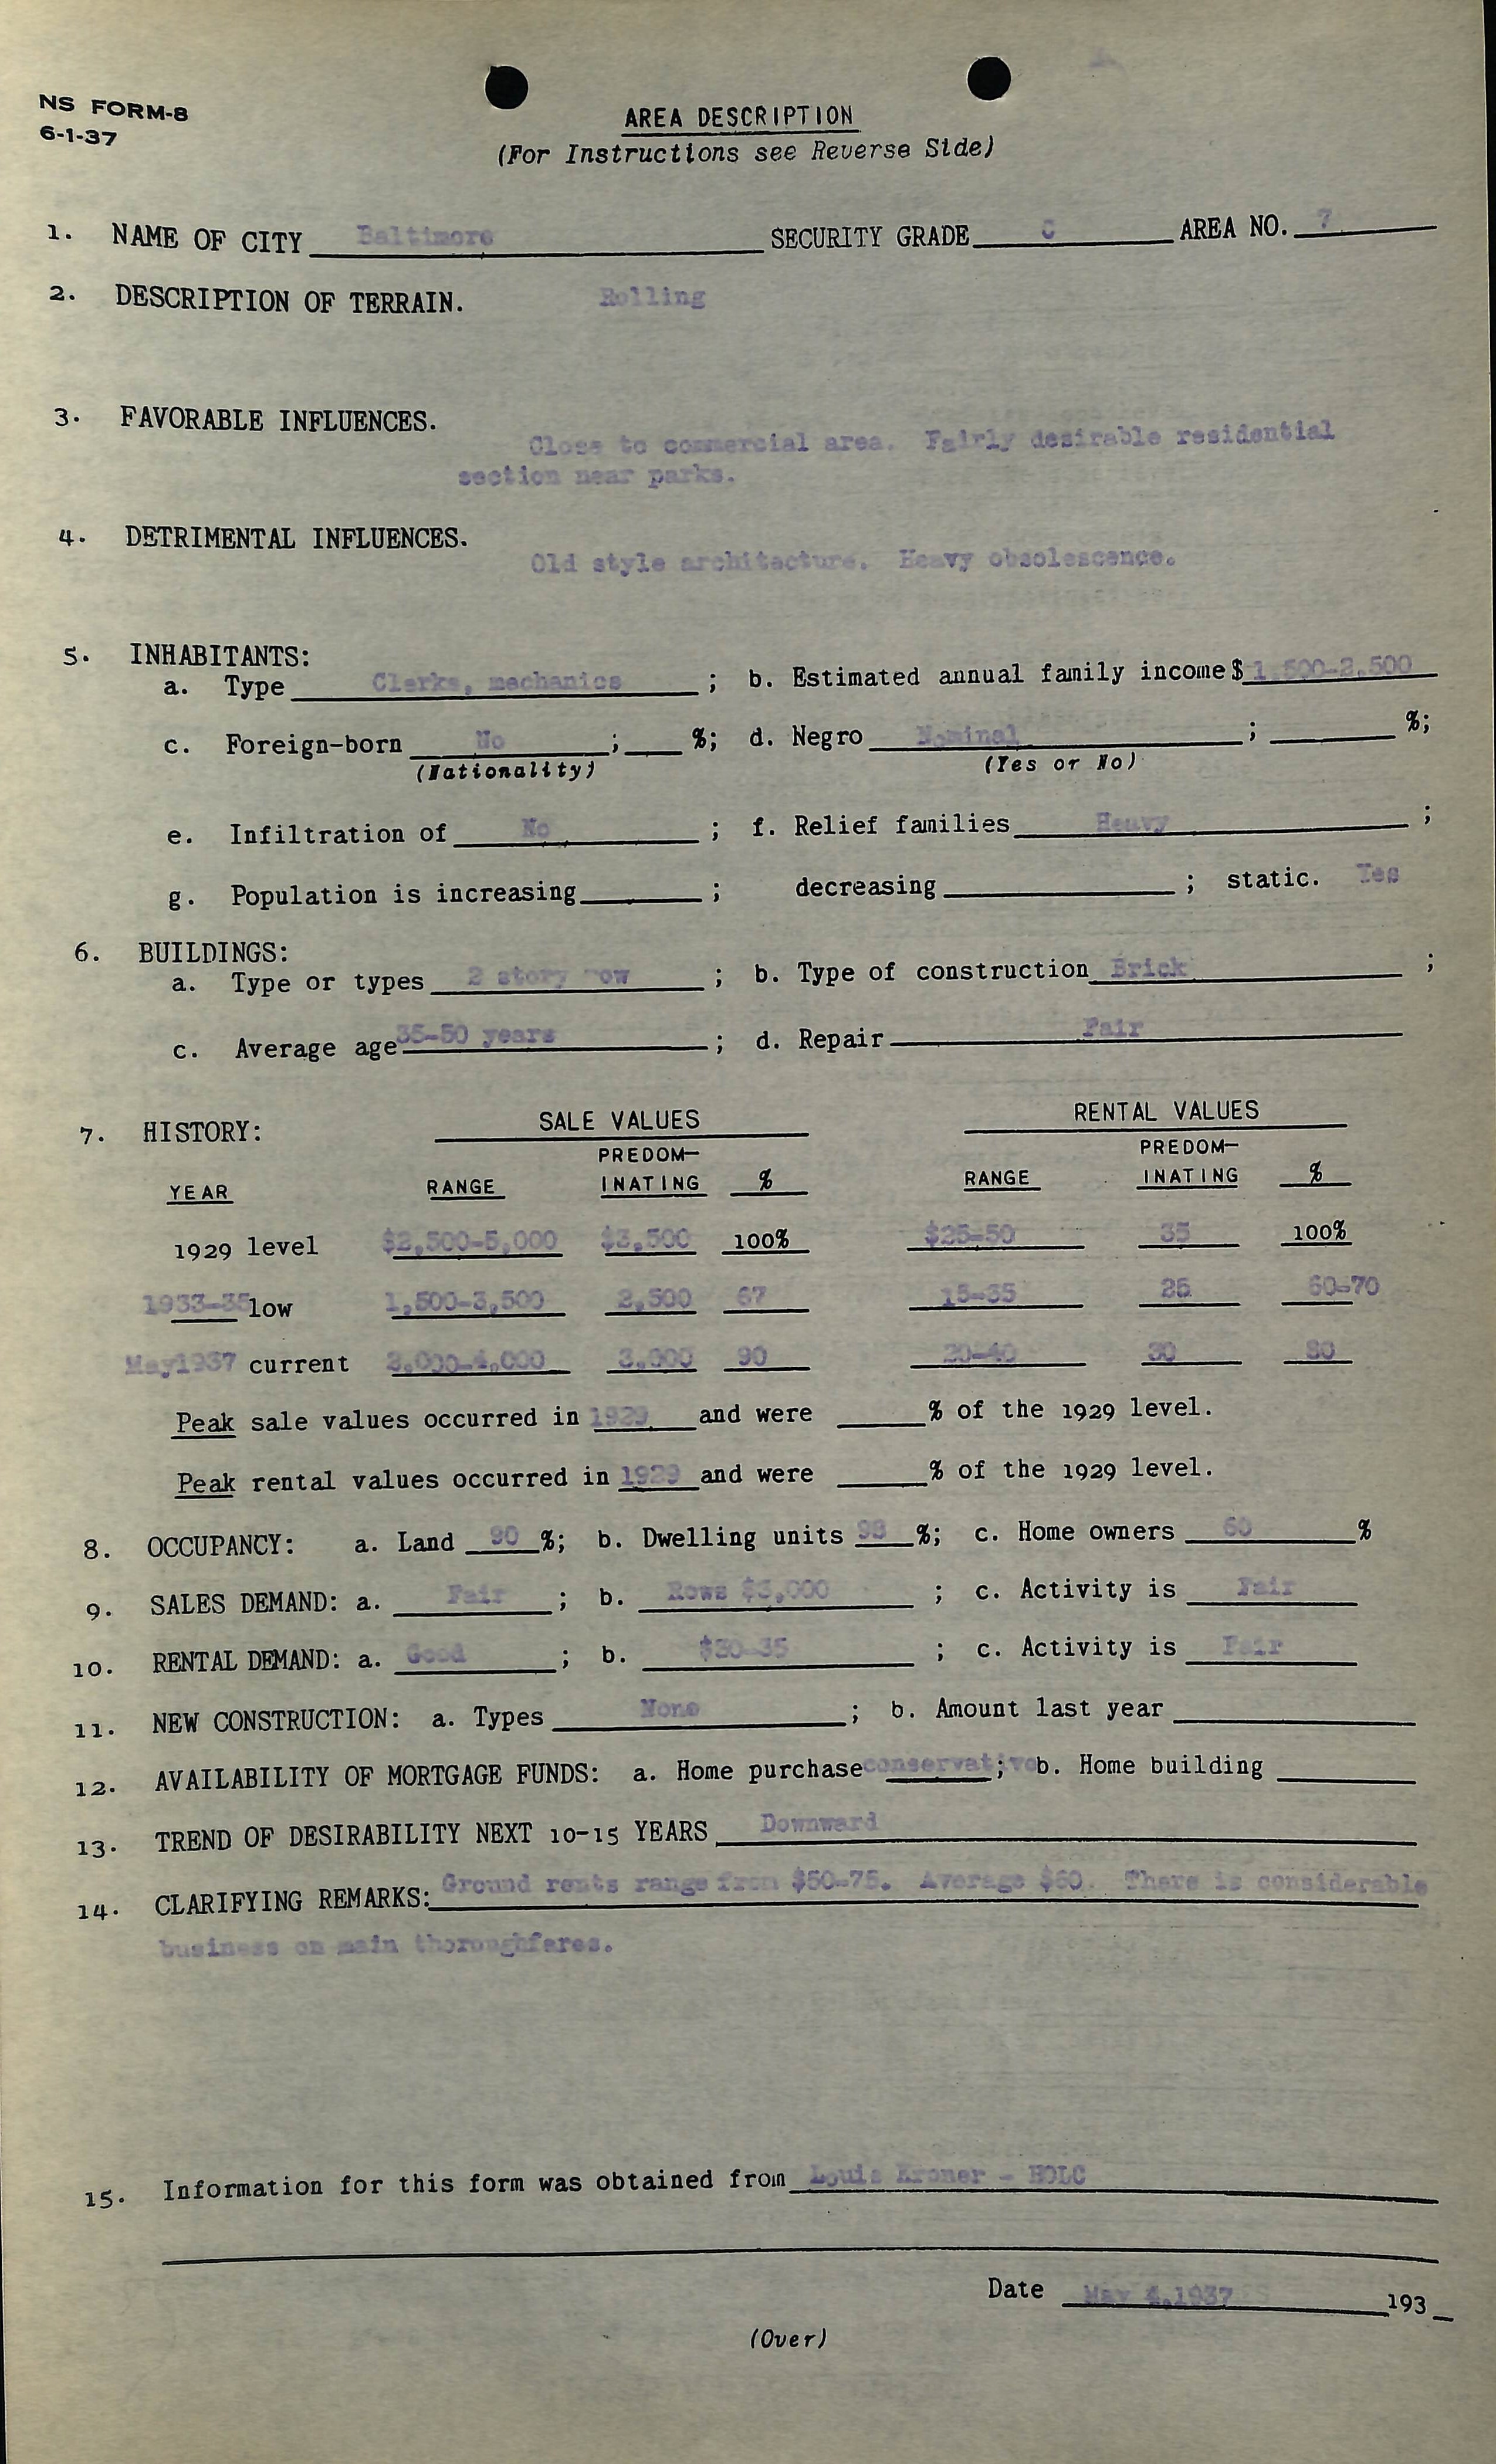 NS FORM-8
6-1-37
AREA DESCRIPTION
(For Instructions see Reverse Side)
1. NAME OF CITY Baltimore SECURITY GRADE C AREA NO. 7
2. DESCRIPTION OF TERRAIN. Rolling
3. FAVORABLE INFLUENCES.
Close to commercial area. Fairly desirable residential
section near parks.
4. DETRIMENTAL INFLUENCES.
Old style architecture. Heavy obsolescence.
5. INHABITANTS:
a. Type Clerks, mechanics ; b. Estimated annual family income $ 1,500-2,500
c. Foreign-born No ; %; d. Negro Nominal ; %;
(Nationality) (Yes or No)
e. Infiltration of No ; f. Relief families Heavy ;
g. Population is increasing ; decreasing ; static. Yes
6. BUILDINGS:
a. Type or types 2 story row ; b. Type of construction Brick ;
c. Average age 35-50 years ; d. Repair Fair
7. HISTORY: SALE VALUES RENTAL VALUES
PREDOM- PREDOM-
YEAR RANGE INATING % RANGE INATING %
1929 level $2,500-5,000 $3,500 100% $25-50 35 100%
1933-35 low 1,500-3,500 2,500 67 15-35 25 60-70
May1937 current 2,000-4,000 3,000 90 20-40 30 80
Peak sale values occurred in 1929 and were % of the 1929 level.
Peak rental values occurred in 1929 and were % of the 1929 level.
8. OCCUPANCY: a. Land 90 %; b. Dwelling units 98 %; c. Home owners 60 %
9. SALES DEMAND: a. Fair ; b. Rows $3,000 ; c. Activity is Fair
10. RENTAL DEMAND: a. Good ; b. $30-35 ; c. Activity is Fair
11. NEW CONSTRUCTION: a. Types None ; b. Amount last year
12. AVAILABILITY OF MORTGAGE FUNDS: a. Home purchase conservative; b. Home building
13. TREND OF DESIRABILITY NEXT 10-15 YEARS Downward
14. CLARIFYING REMARKS: Ground rents range from $50-75. Average $60. There is considerable
business on main thoroughfares.
15. Information for this form was obtained from Louis Kroner - HOLC
Date May 4,1937 193_
(Over)